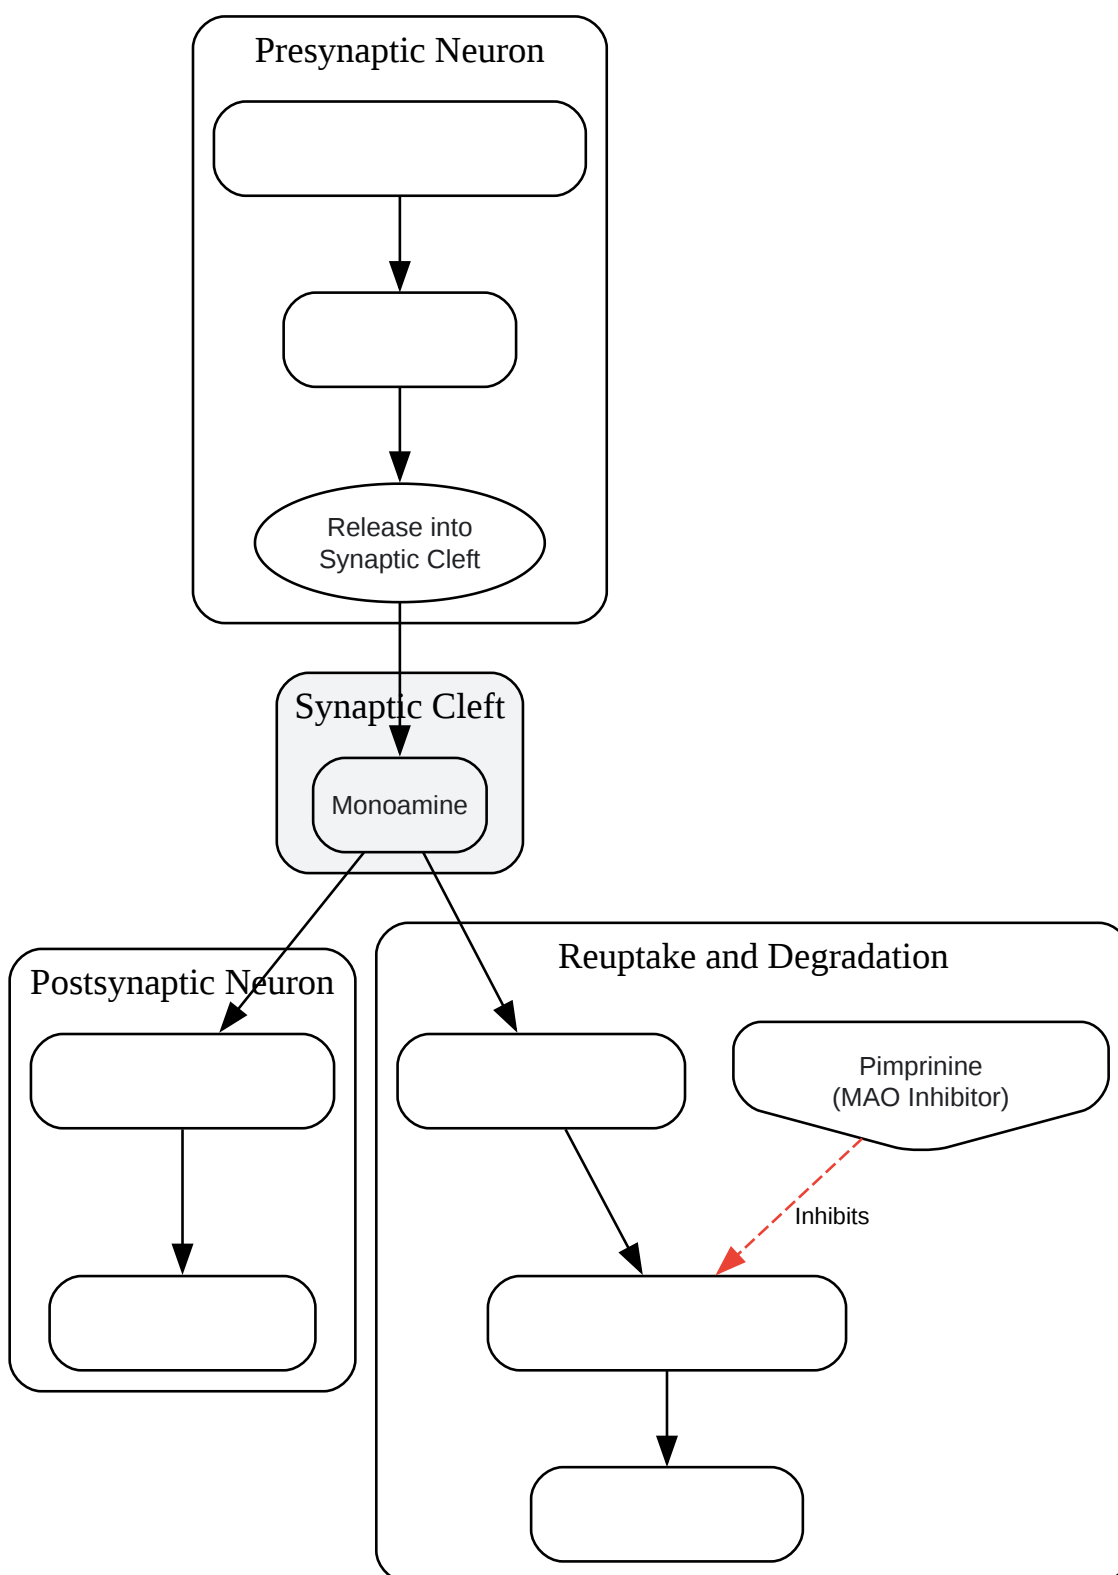 Presynaptic Neuron
Release into
Synaptic Cleft
Synaptic Cleft
Monoamine
Postsynaptic Neuron
Reuptake and Degradation
Pimprinine
(MAO Inhibitor)
Inhibits